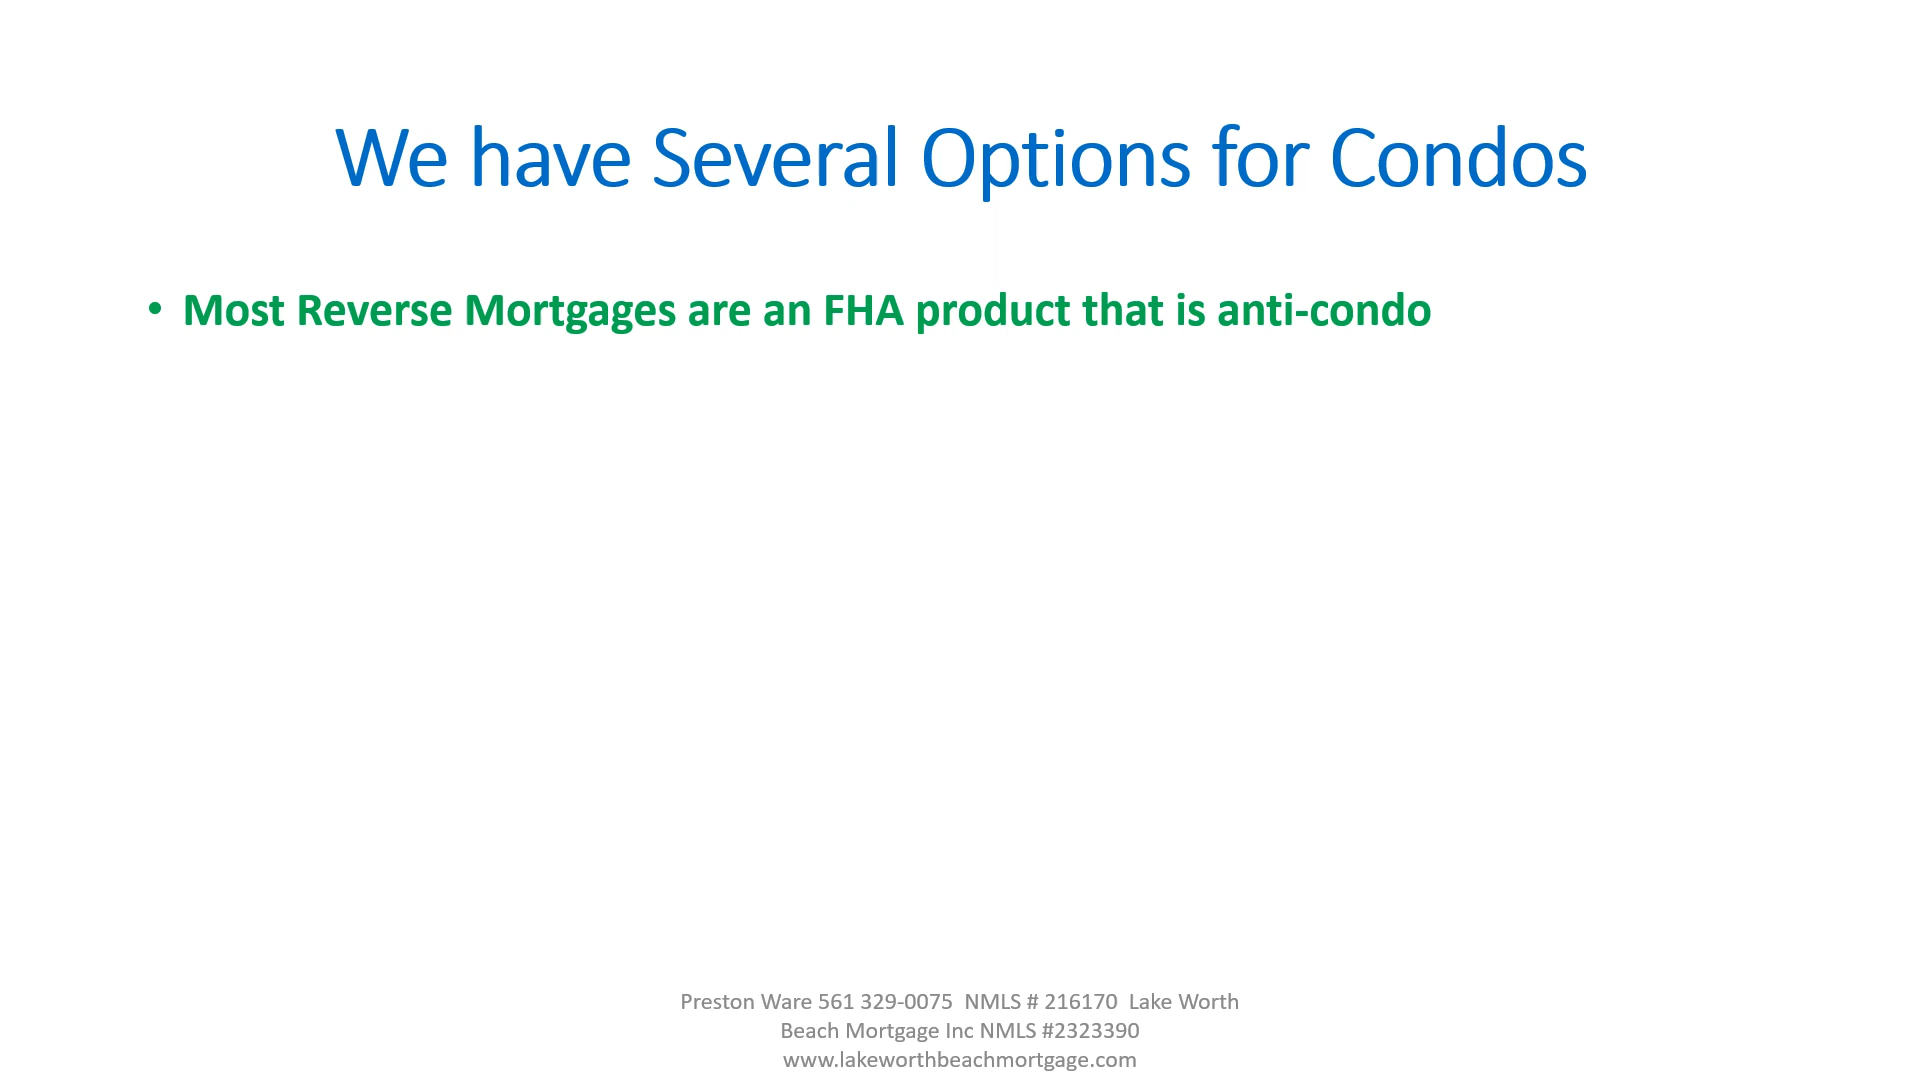 We have Several Options for Condos
• Most Reverse Mortgages are an FHA product that is anti-condo
Preston Ware 561 329-0075  NMLS # 216170  Lake Worth
Beach Mortgage Inc NMLS #2323390
www.lakeworthbeachmortgage.com